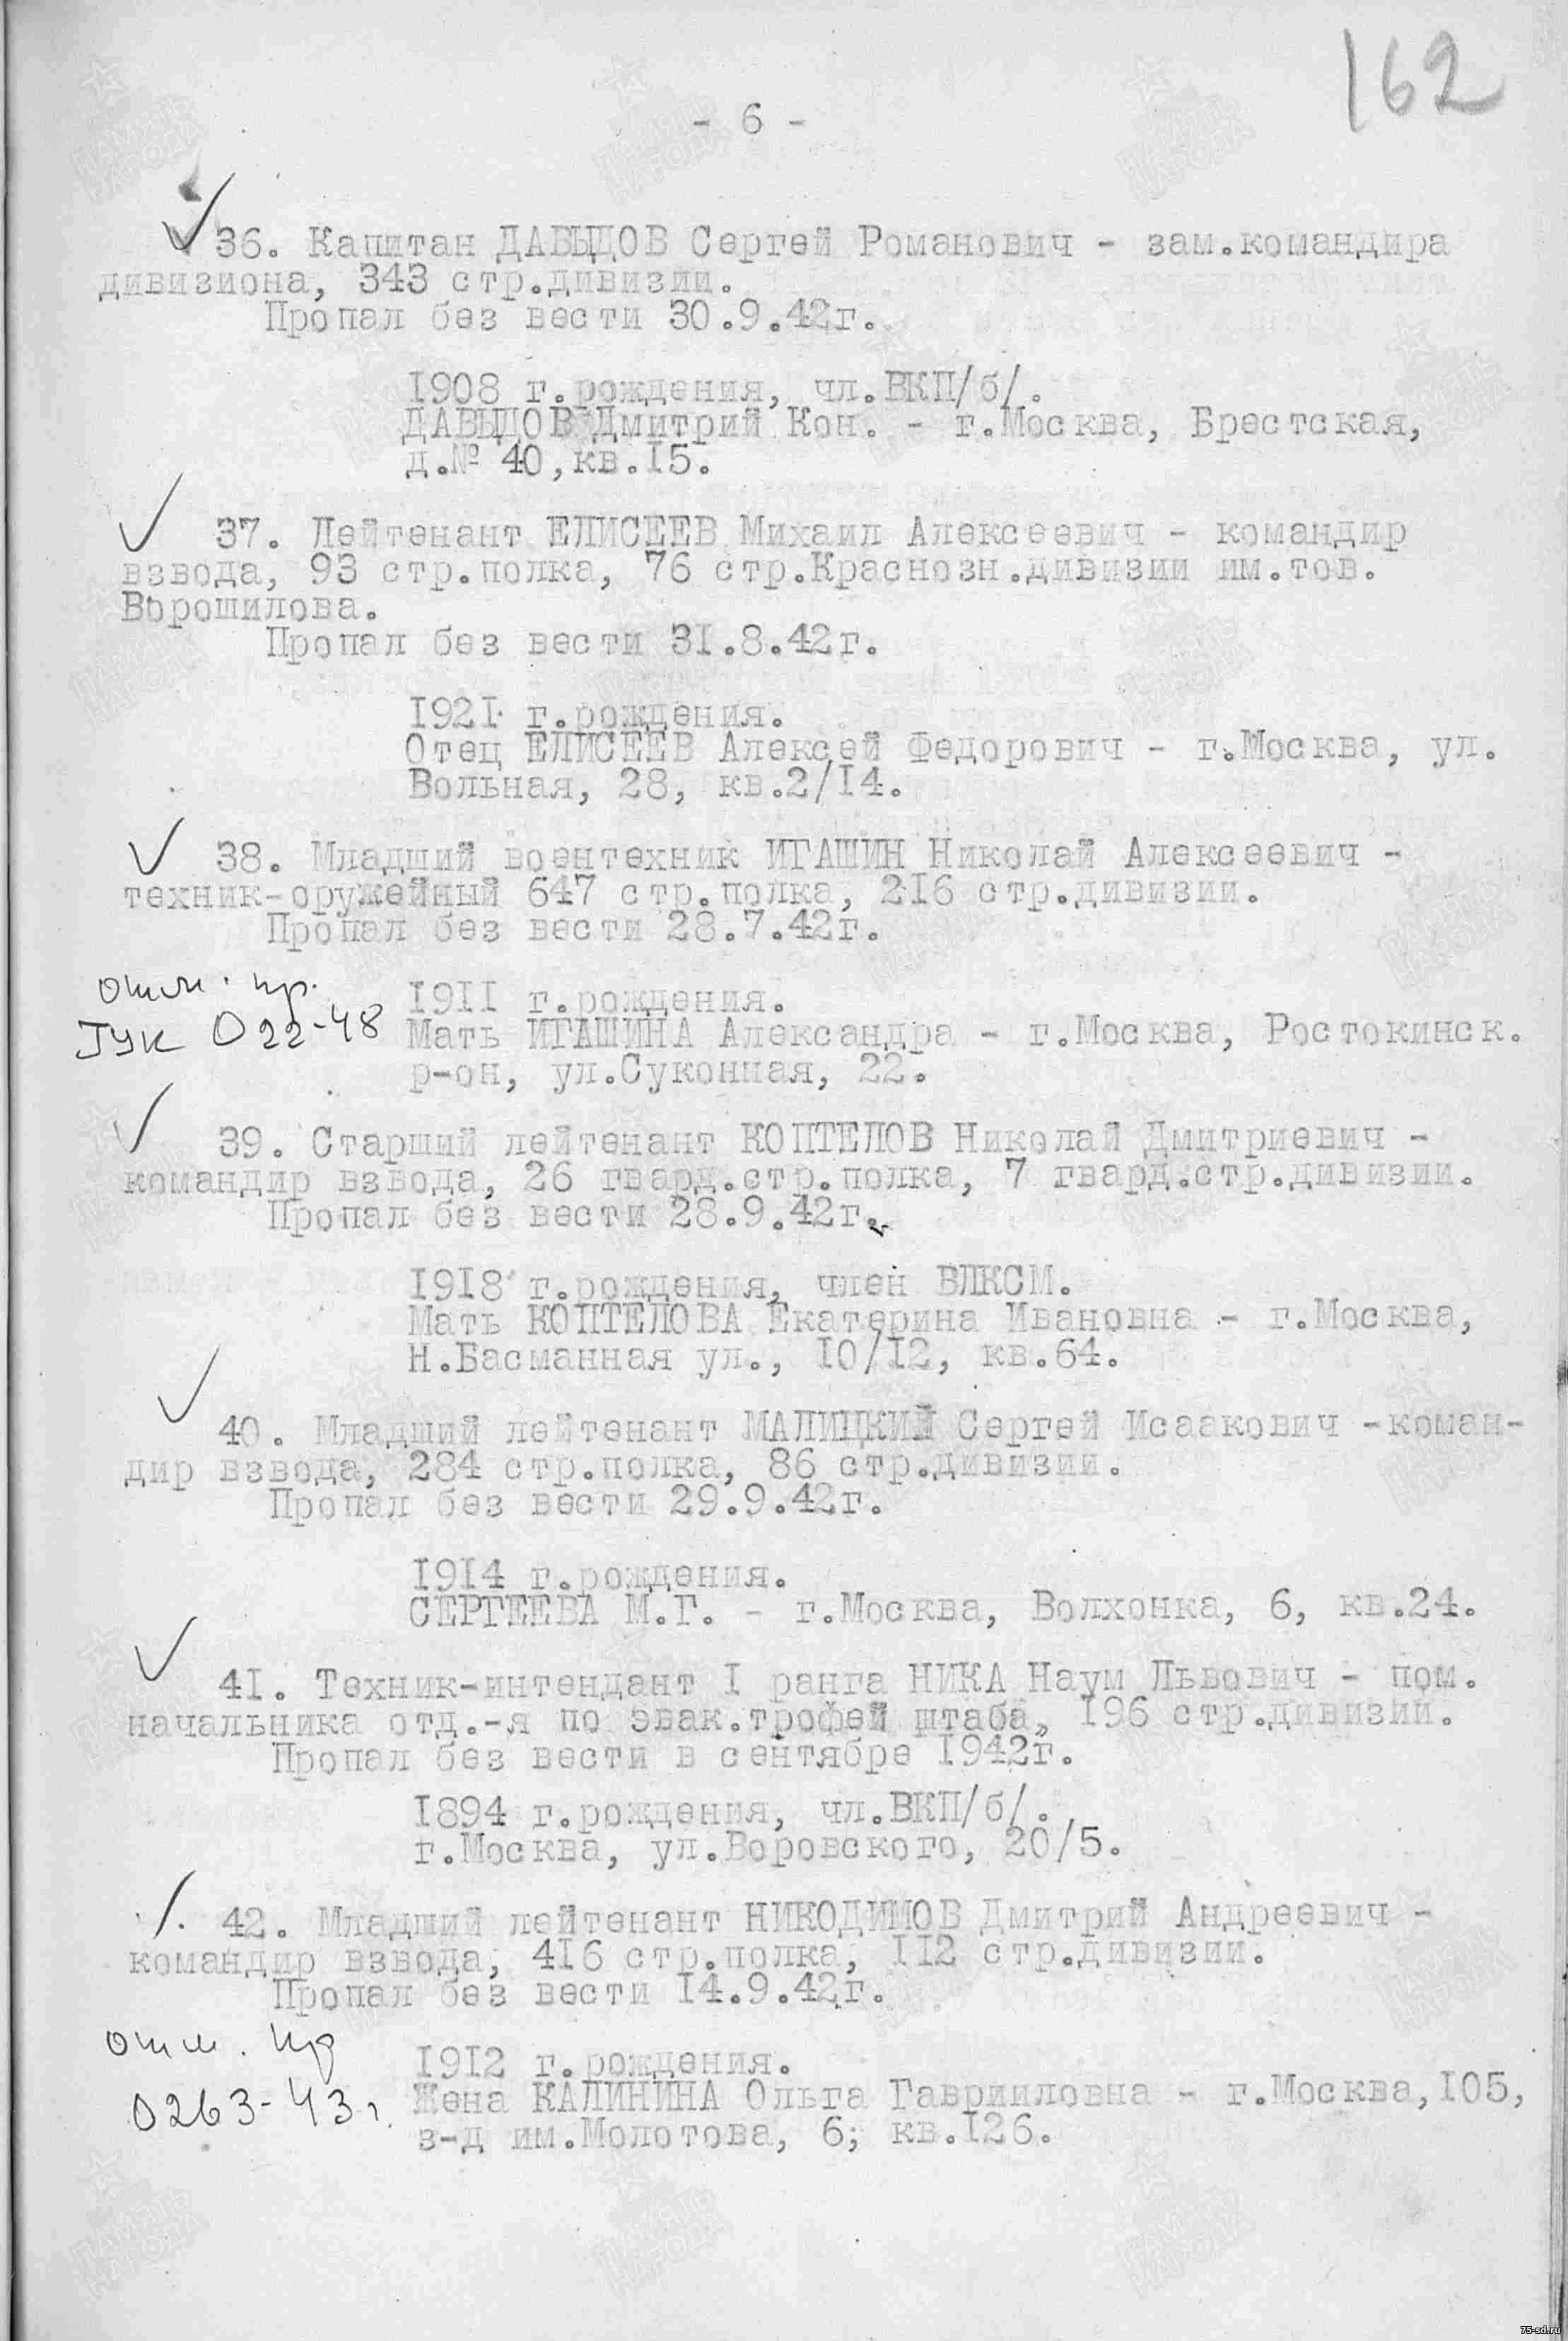 162
- 6 -
36. Капитан ДАВЫДОВ Сергей Романович - зам.командира
дивизиона, 343 стр.дивизии.
Пропал без вести 30.9.42г.
1908 г.рождения, чл.ВКП/б/.
ДАВЫДОВ Дмитрий Кон. - г.Москва, Брестская,
д.№ 40,кв.15.
37. Лейтенант ЕЛИСЕЕВ Михаил Алексеевич - командир
взвода, 93 стр.полка, 76 стр.Краснозн.дивизии им.тов.
Ворошилова.
Пропал без вести 31.8.42г.
1921 г.рождения.
Отец ЕЛИСЕЕВ Алексей Федорович - г.Москва, ул.
Вольная, 28, кв.2/14.
38. Младший воентехник ИГАШИН Николай Алексеевич -
техник-оружейный 647 стр.полка, 216 стр.дивизии.
Пропал без вести 28.7.42г.
отм. пр.
ГУК 022-48
1911 г.рождения.
Мать ИГАШИНА Александра - г.Москва, Ростокинск.
р-он, ул.Суконная, 22.
39. Старший лейтенант КОПТЕЛОВ Николай Дмитриевич -
командир взвода, 26 гвард.стр.полка, 7 гвард.стр.дивизии.
Пропал без вести 28.9.42г.
1918 г.рождения, член ВЛКСМ.
Мать КОПТЕЛОВА Екатерина Ивановна - г.Москва,
Н.Басманная ул., 10/12, кв.64.
40. Младший лейтенант МАЛИЦКИЙ Сергей Исаакович -коман-
дир взвода, 284 стр.полка, 86 стр.дивизии.
Пропал без вести 29.9.42г.
1914 г.рождения.
СЕРГЕЕВА М.Г. - г.Москва, Волхонка, 6, кв.24.
41. Техник-интендант I ранга НИКА Наум Львович - пом.
начальника отд.-я по эвак.трофей штаба, 196 стр.дивизии.
Пропал без вести в сентябре 1942г.
1894 г.рождения, чл.ВКП/б/.
г.Москва, ул.Воровского, 20/5.
42. Младший лейтенант НИКОДИМОВ Дмитрий Андреевич -
командир взвода, 416 стр.полка, 112 стр.дивизии.
Пропал без вести 14.9.42г.
отм. пр
0263-43г.
1912 г.рождения.
Жена КАЛИНИНА Ольга Гавриловна - г.Москва,105,
з-д им.Молотова, 6; кв.126.
75-sd.ru